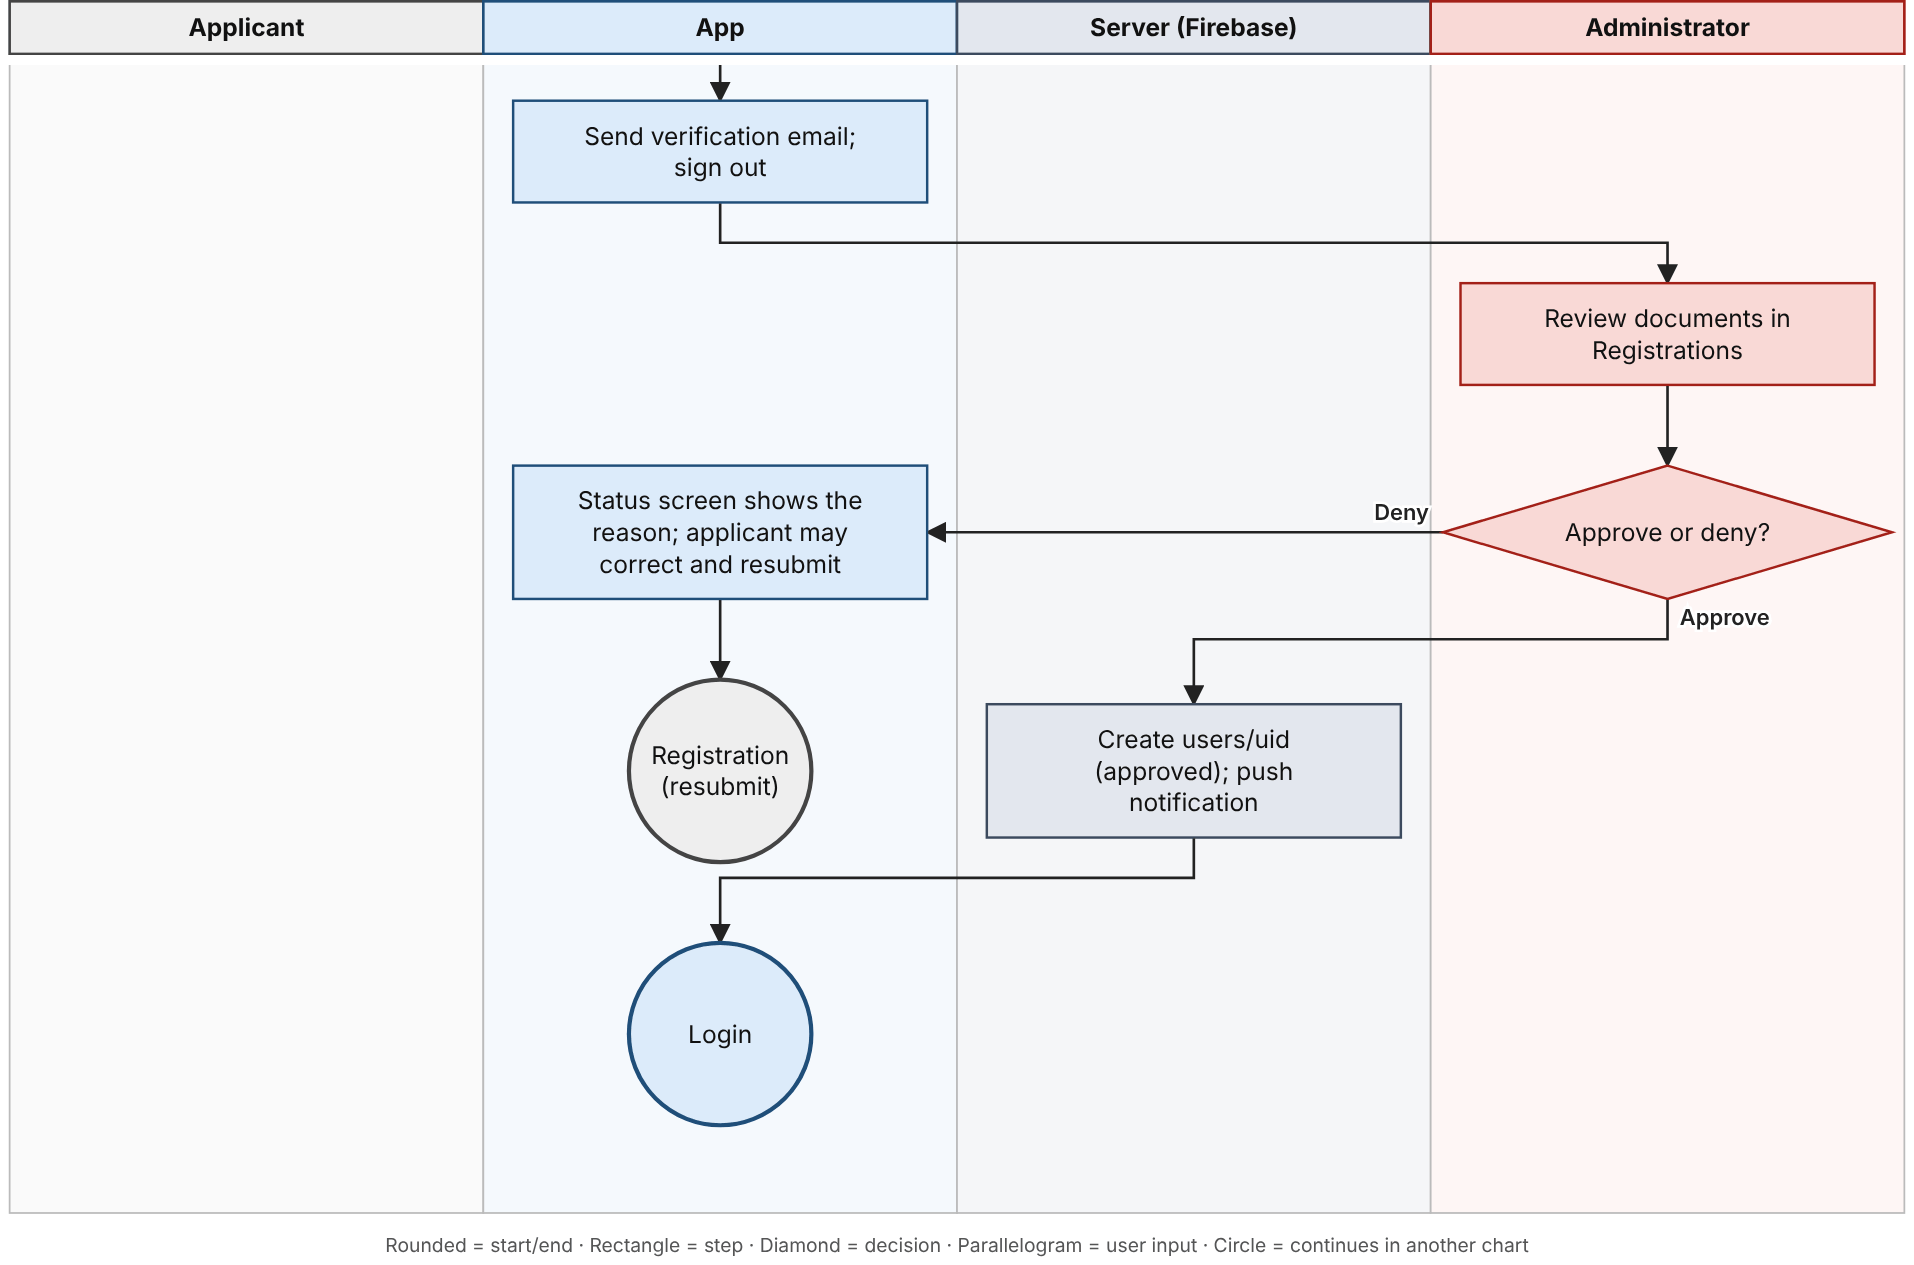 Applicant
App
Server (Firebase)
Administrator
Send verification email;
sign out
Review documents in
Registrations
Status screen shows the
reason; applicant may
correct and resubmit
Deny
Approve or deny?
Approve
Registration
(resubmit)
Create users/uid
(approved); push
notification
Login
Rounded = start/end · Rectangle = step · Diamond = decision · Parallelogram = user input · Circle = continues in another chart